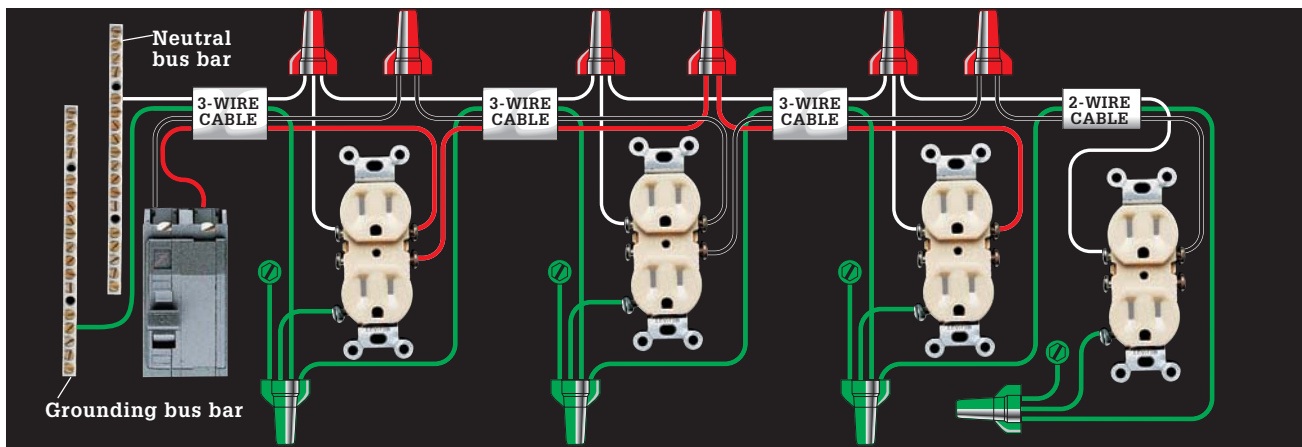 Neutral
bus bar
3-WIRE
CABLE
3-WIRE
CABLE
3-WIRE
CABLE
2-WIRE
CABLE
Grounding bus bar